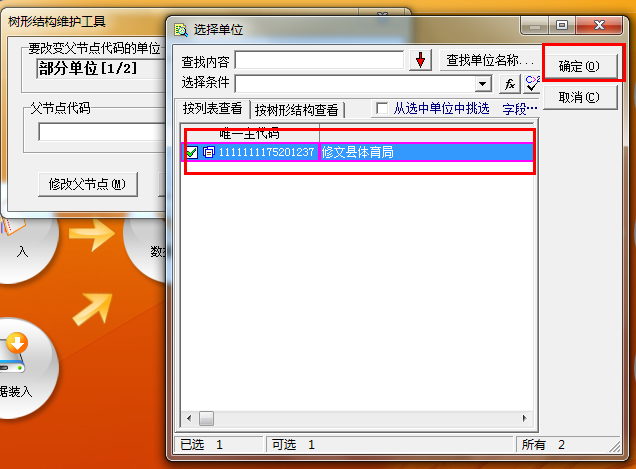 树形结构维护工具
要改变父节点代码的单位
部分单位[1/2]
父节点代码
修改父节点(M)
入
数据
据装入
选择单位
查找内容
查找单位名称...
确定(O)
选择条件
fx
取消(C)
按列表查看
按树形结构查看
从选中单位中挑选
字段...
唯一主代码
1111111175201237
修文县体育局
已选 1
可选 1
所有 2